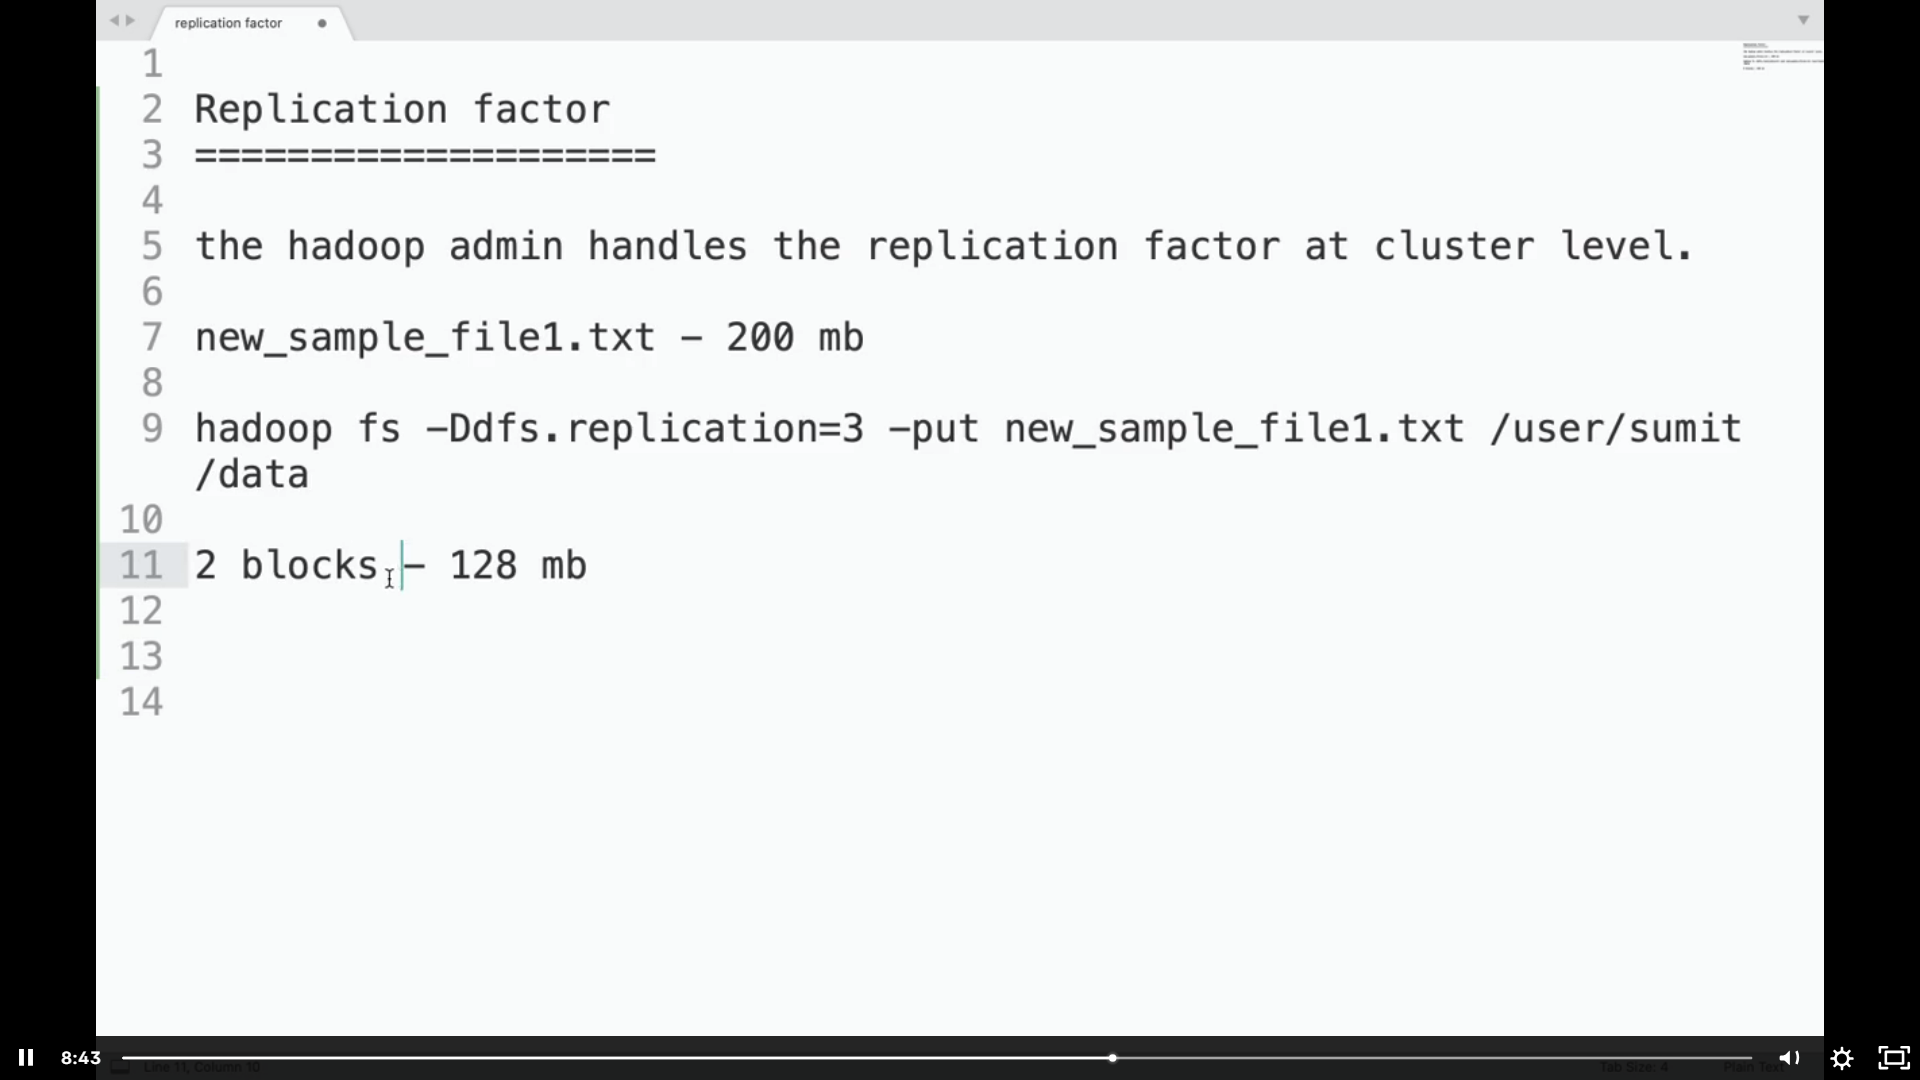 replication factor
1
2 Replication factor
3 ====================
4
5 the hadoop admin handles the replication factor at cluster level.
6
7 new_sample_file1.txt – 200 mb
8
9 hadoop fs –Ddfs.replication=3 –put new_sample_file1.txt /user/sumit
/data
10
11 2 blocks – 128 mb
12
13
14
8:43
Line 11, Column 10
Tab Size: 4
Plain Text